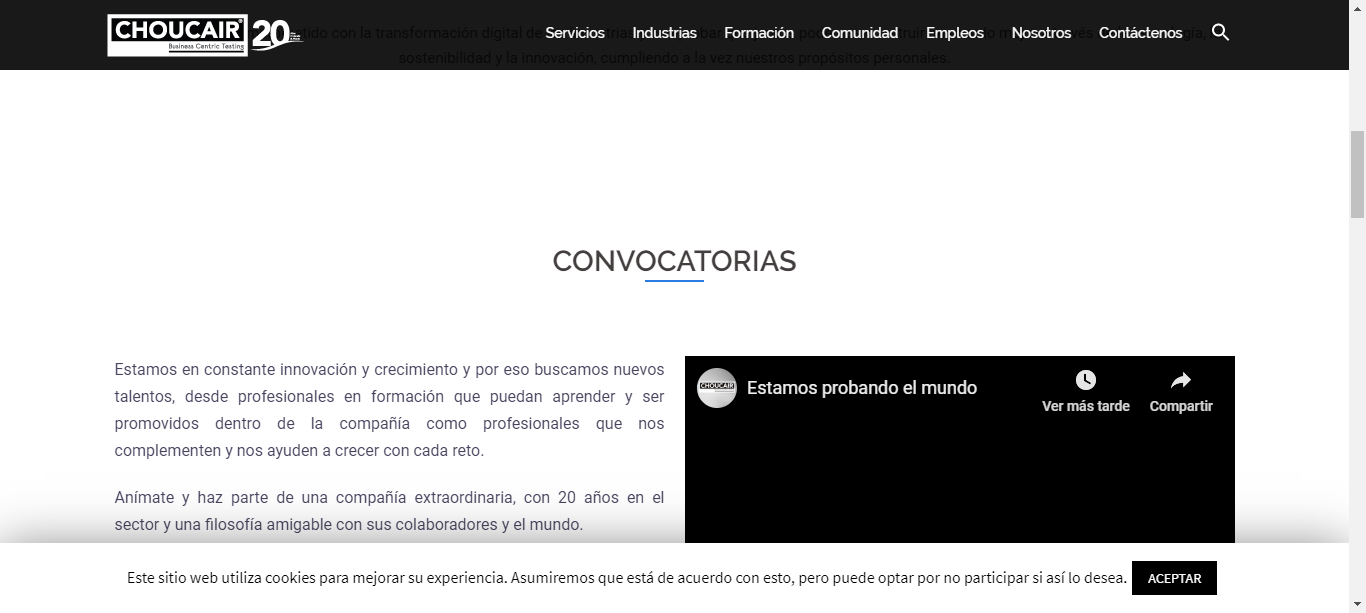 CHOUCAIR
Business Centric Testing
20
Servicios
Industrias
Formación
Comunidad
Empleos
Nosotros
Contáctenos
tido con la transformación digital de
sostenibilidad y la innovación, cumpliendo a la vez nuestros propósitos personales.
CONVOCATORIAS
Estamos en constante innovación y crecimiento y por eso buscamos nuevos
talentos, desde profesionales en formación que puedan aprender y ser
promovidos dentro de la compañía como profesionales que nos
complementen y nos ayuden a crecer con cada reto.
Anímate y haz parte de una compañía extraordinaria, con 20 años en el
sector y una filosofía amigable con sus colaboradores y el mundo.
CHOUCAIR
Estamos probando el mundo
Ver más tarde
Compartir
Este sitio web utiliza cookies para mejorar su experiencia. Asumiremos que está de acuerdo con esto, pero puede optar por no participar si así lo desea.
ACEPTAR